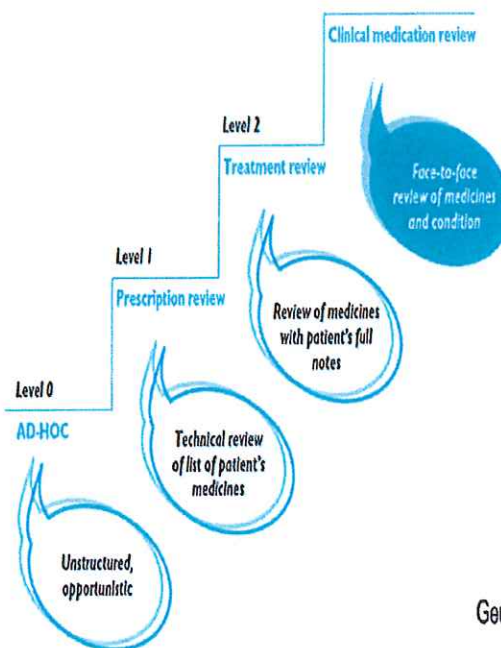 Clinical medication review
Level 2
Treatment review
Face-to-face
review of medicines
and condition
Level 1
Prescription review
Review of medicines
with patient's full
notes
Level 0
AD-HOC
Technical review
of list of patient's
medicines
Unstructured,
opportunistic